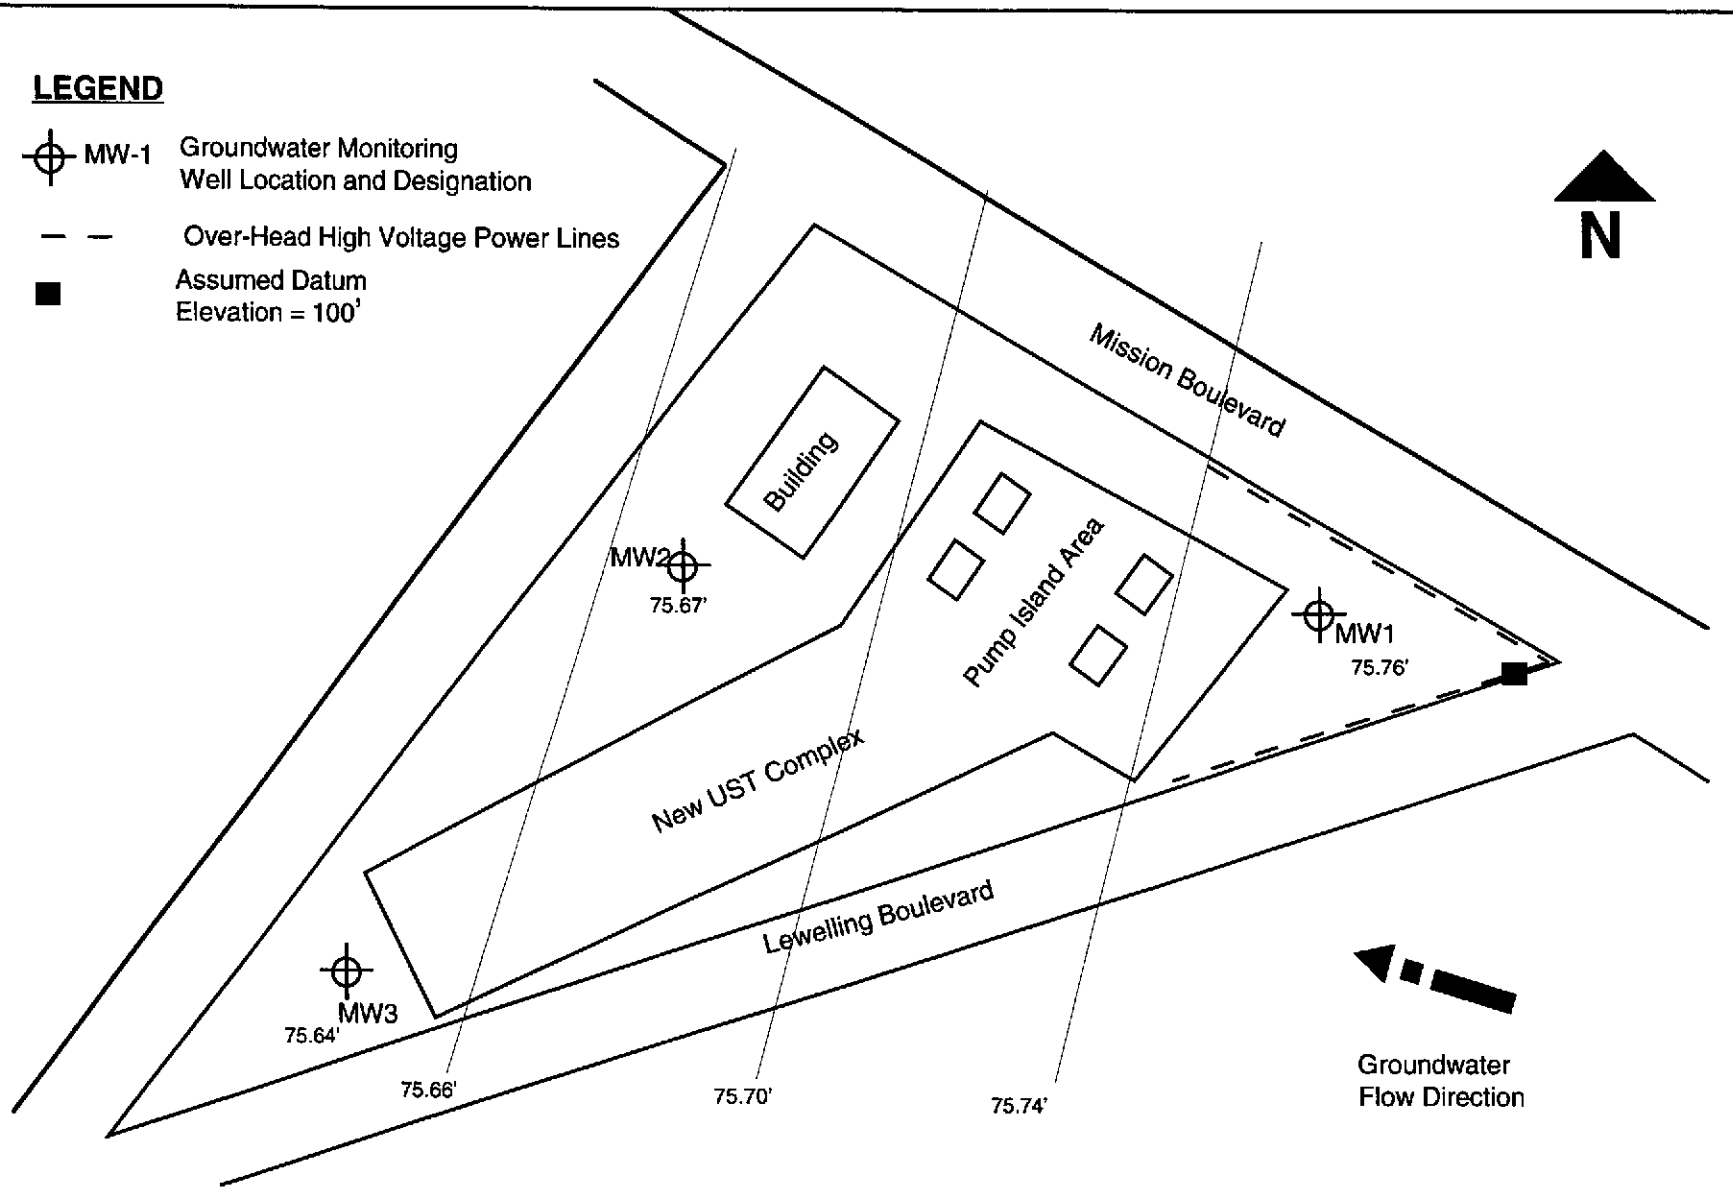 LEGEND
MW-1
Groundwater Monitoring
Well Location and Designation
Over-Head High Voltage Power Lines
Assumed Datum
Elevation = 100'
N
Mission Boulevard
Building
MW2
75.67'
Pump Island Area
MW1
75.76'
New UST Complex
Lewelling Boulevard
MW3
75.64'
75.66'
75.70'
75.74'
Groundwater
Flow Direction